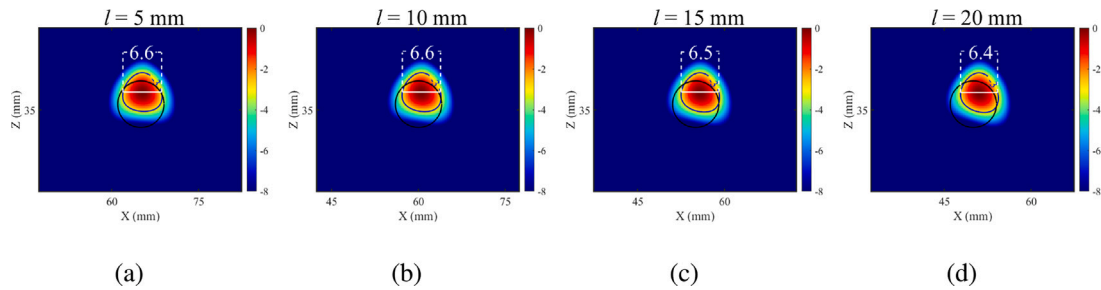 l = 5 mm
l = 10 mm
l = 15 mm
l = 20 mm
6.6
6.6
6.5
6.4
0
-2
-4
-6
-8
0
-2
-4
-6
-8
0
-2
-4
-6
-8
0
-2
-4
-6
-8
Z (mm)
35
Z (mm)
35
Z (mm)
35
Z (mm)
35
60 75
45 60 75
45 60
45 60
X (mm)
X (mm)
X (mm)
X (mm)
(a)
(b)
(c)
(d)